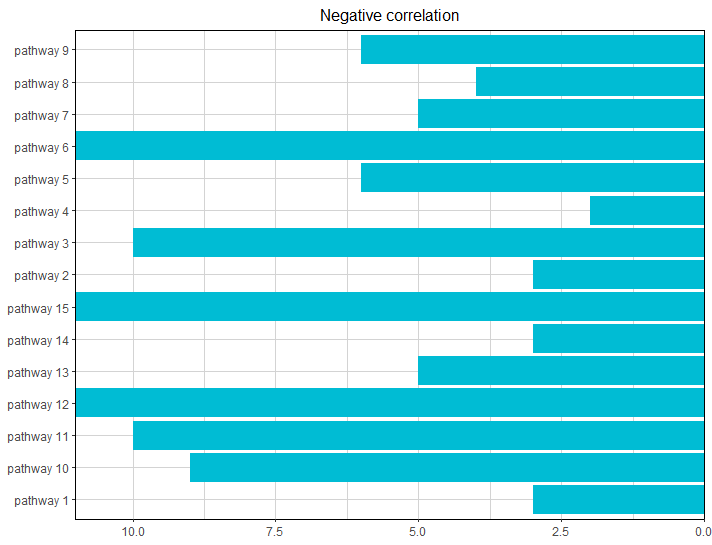 Negative correlation
pathway 9
pathway 8
pathway 7
pathway 6
pathway 5
pathway 4
pathway 3
pathway 2
pathway 15
pathway 14
pathway 13
pathway 12
pathway 11
pathway 10
pathway 1
10.0 7.5 5.0 2.5 0.0